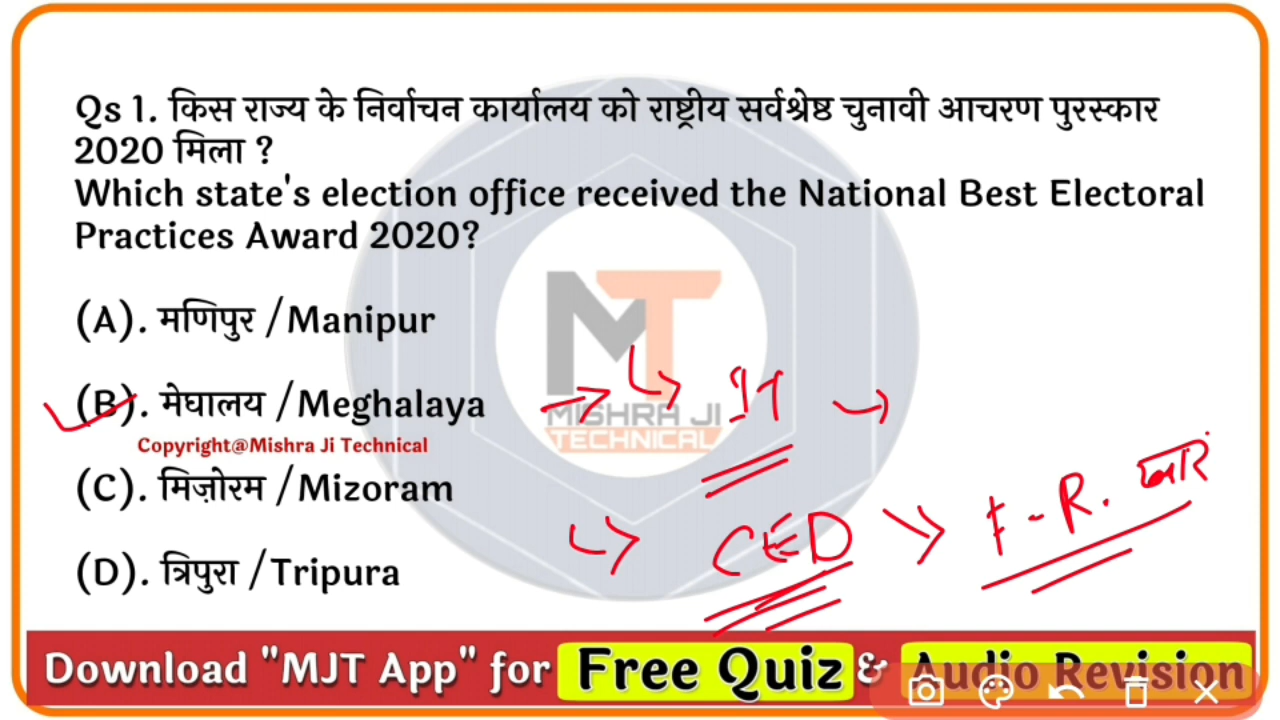 Qs 1. किस राज्य के निर्वाचन कार्यालय को राष्ट्रीय सर्वश्रेष्ठ चुनावी आचरण पुरस्कार
2020 मिला ?
Which state's election office received the National Best Electoral
Practices Award 2020?
(A). मणिपुर /Manipur
(B). मेघालय /Meghalaya
Copyright@Mishra Ji Technical
(C). मिज़ोरम /Mizoram
(D). त्रिपुरा /Tripura
MT
MISHRA JI
TECHNICAL
CEO
F-R.
Download "MJT App" for Free Quiz & Audio Revision